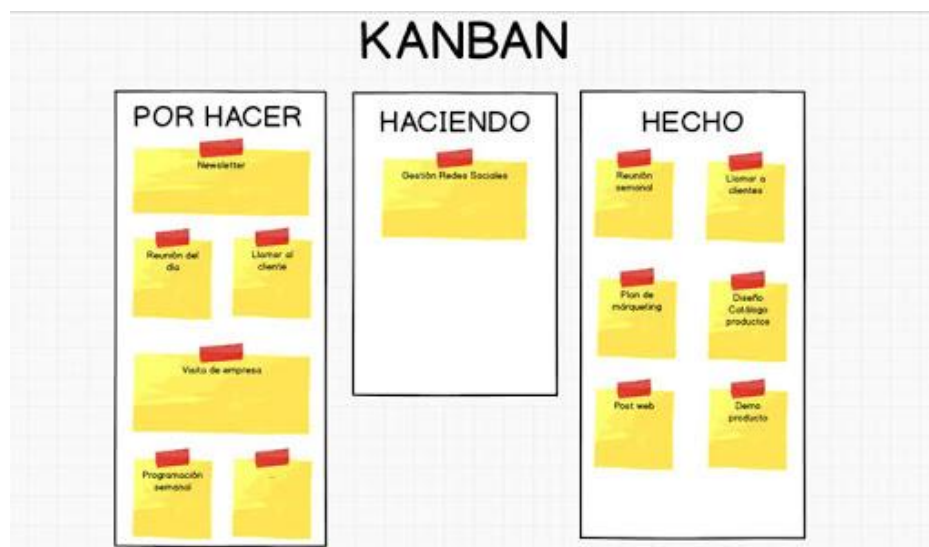 KANBAN
POR HACER
Newsletter
Reunión del
día
Llamar al
cliente
Visita de empresa
Programación
semanal
HACIENDO
Gestión Redes Sociales
HECHO
Reunión
semanal
Llamar a
clientes
Plan de
márqueting
Diseño
Catálogo
productos
Post web
Demo
producto